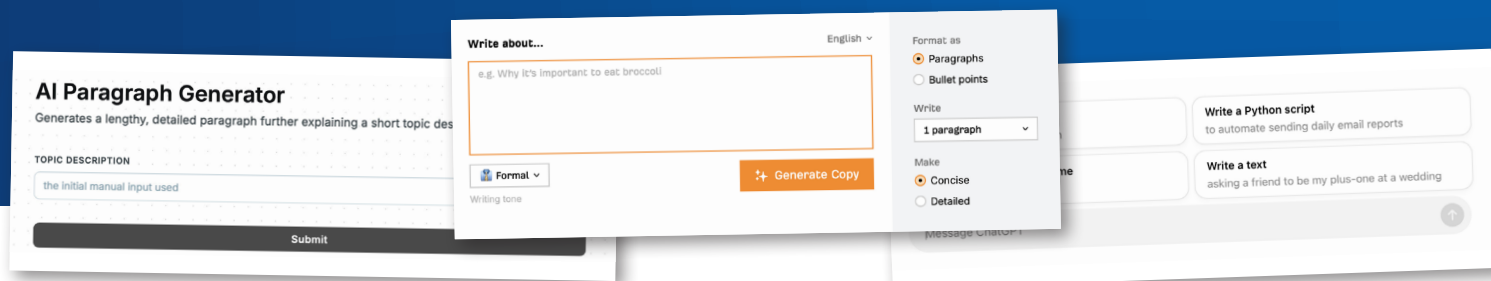 AI Paragraph Generator
Generates a lengthy, detailed paragraph further explaining a short topic des
TOPIC DESCRIPTION
the initial manual input used
Submit
Write about...
English
e.g. Why it's important to eat broccoli
Formal
Writing tone
Generate Copy
Format as
Paragraphs
Bullet points
Write
1 paragraph
Make
Concise
Detailed
Write a Python script
to automate sending daily email reports
me
Write a text
asking a friend to be my plus-one at a wedding
Message ChatGPT